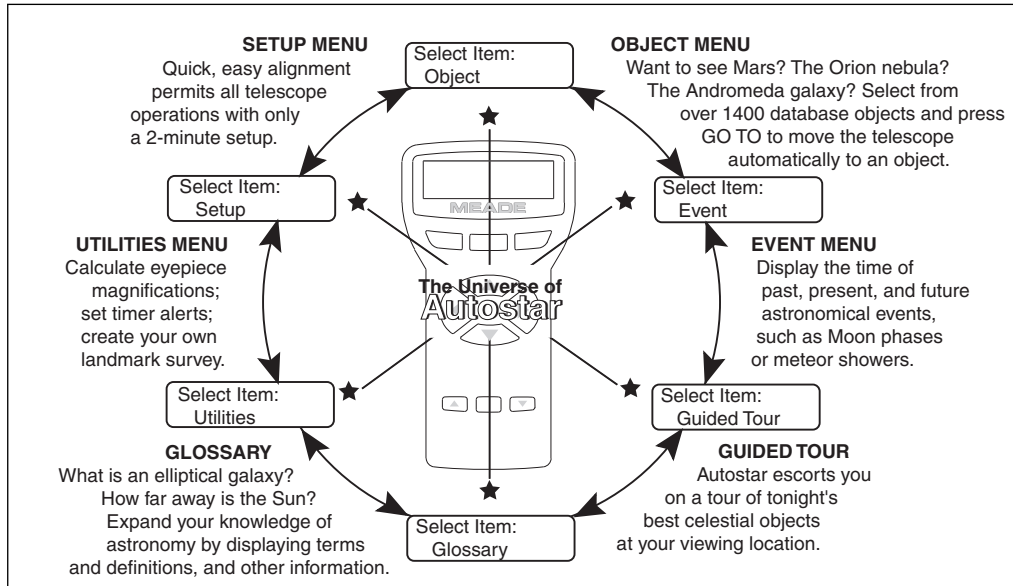 SETUP MENU
Quick, easy alignment
permits all telescope
operations with only
a 2-minute setup.
Select Item:
Object
OBJECT MENU
Want to see Mars? The Orion nebula?
The Andromeda galaxy? Select from
over 1400 database objects and press
GO TO to move the telescope
automatically to an object.
Select Item:
Setup
MEADE
Select Item:
Event
UTILITIES MENU
Calculate eyepiece
magnifications;
set timer alerts;
create your own
landmark survey.
The Universe of
Autostar
EVENT MENU
Display the time of
past, present, and future
astronomical events,
such as Moon phases
or meteor showers.
Select Item:
Utilities
Select Item:
Guided Tour
GLOSSARY
What is an elliptical galaxy?
How far away is the Sun?
Expand your knowledge of
astronomy by displaying terms
and definitions, and other information.
Select Item:
Glossary
GUIDED TOUR
Autostar escorts you
on a tour of tonight's
best celestial objects
at your viewing location.